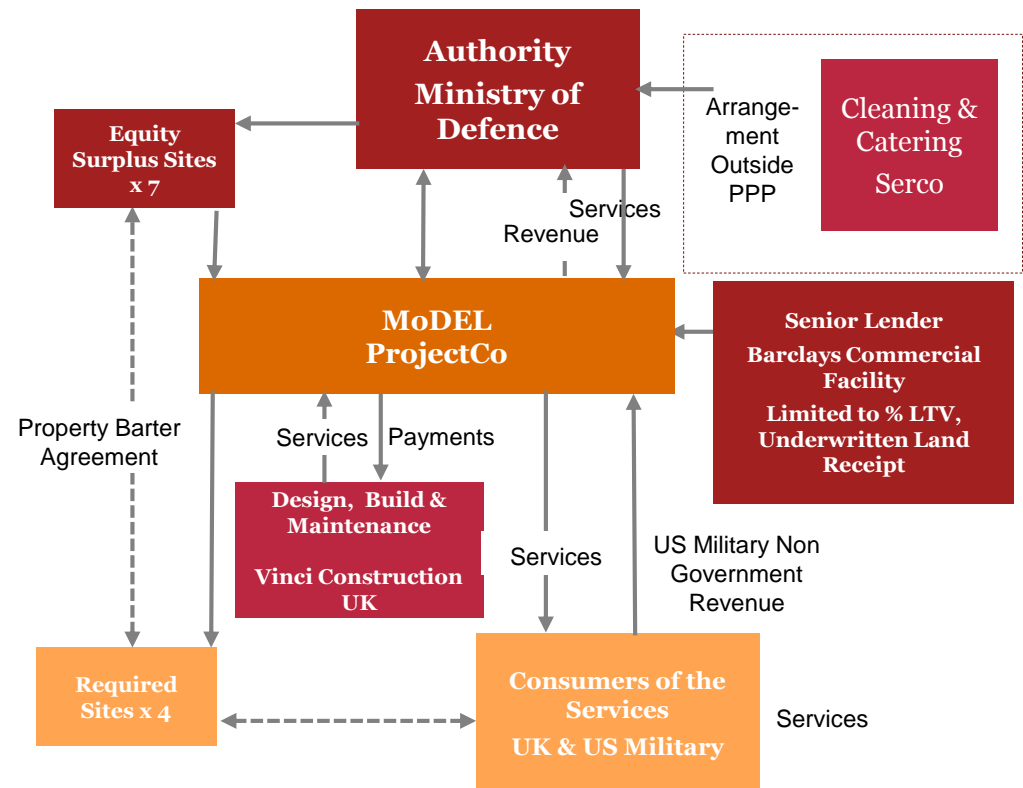 Authority
Ministry of
Defence
Equity
Surplus Sites
x 7
Arrange-
ment
Outside
PPP
Cleaning &
Catering
Serco
Services
Revenue
MoDEL
ProjectCo
Senior Lender
Barclays Commercial
Facility
Limited to % LTV,
Underwritten Land
Receipt
Property Barter
Agreement
Services
Payments
Design, Build &
Maintenance
Vinci Construction
UK
Services
US Military Non
Government
Revenue
Required
Sites x 4
Consumers of the
Services
UK & US Military
Services